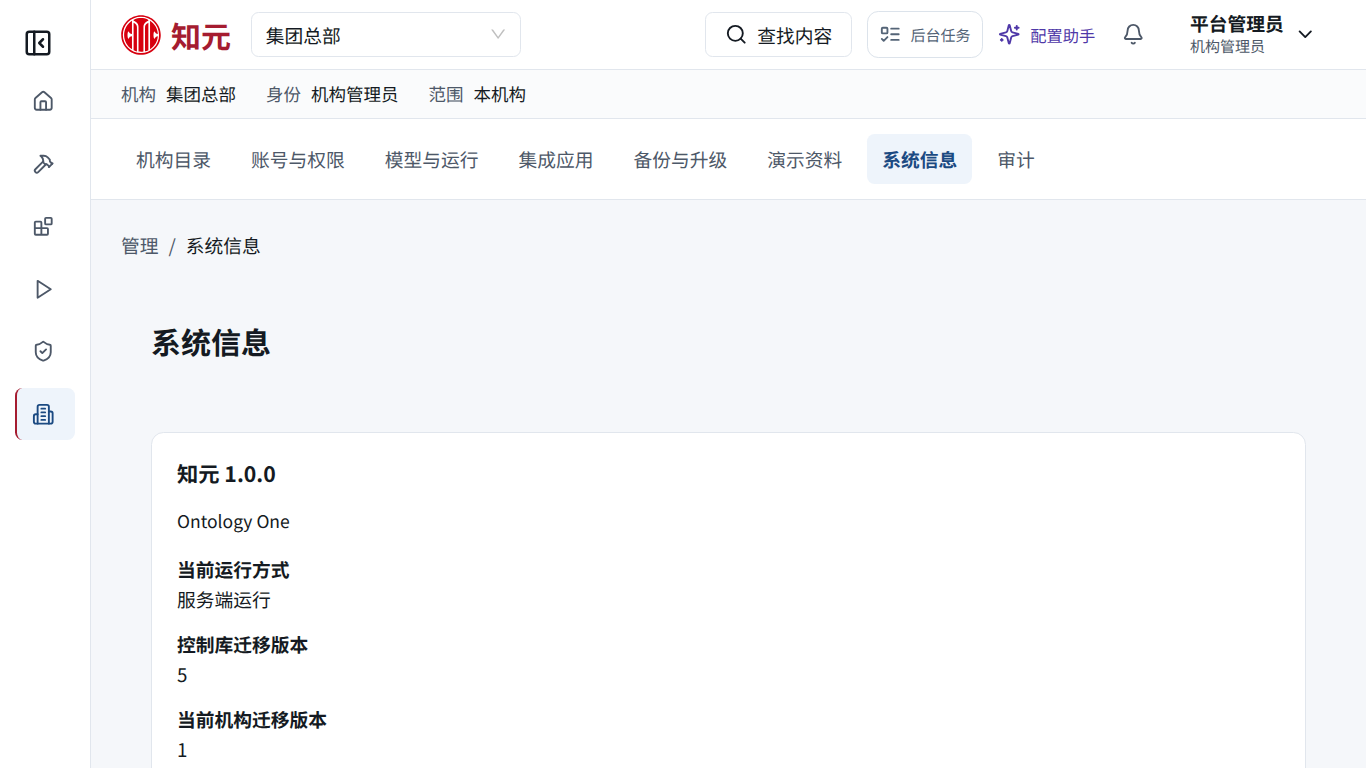 知元
集团总部
查找内容
后台任务
配置助手
平台管理员
机构管理员
机构 集团总部 身份 机构管理员 范围 本机构
机构目录 账号与权限 模型与运行 集成应用 备份与升级 演示资料 系统信息 审计
管理 / 系统信息
系统信息
知元 1.0.0
Ontology One
当前运行方式
服务端运行
控制库迁移版本
5
当前机构迁移版本
1